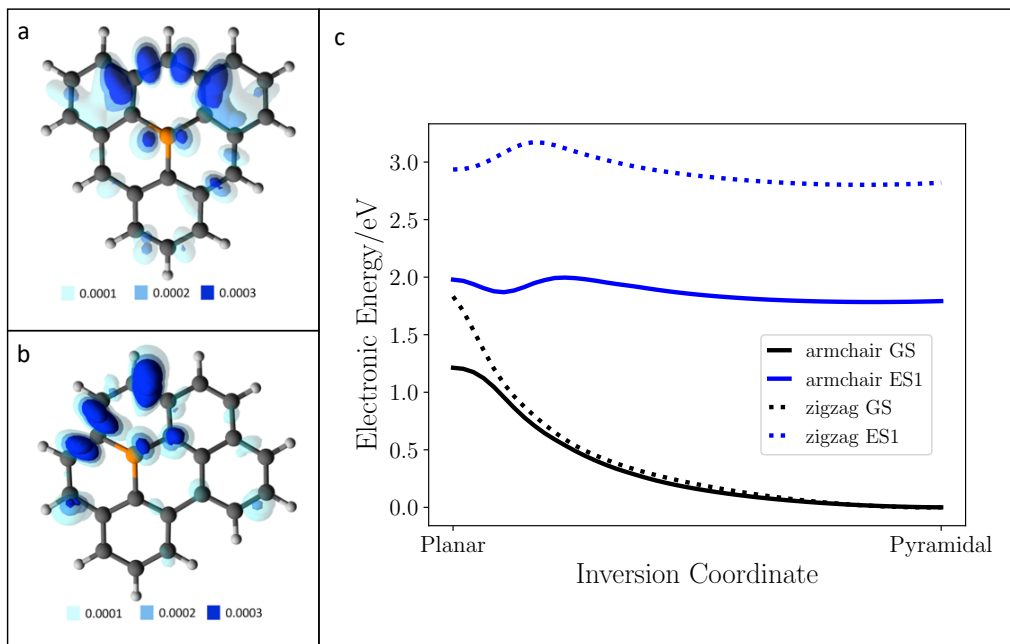 a
0.0001 0.0002 0.0003
b
0.0001 0.0002 0.0003
c
Electronic Energy/eV
3.0
2.5
2.0
1.5
1.0
0.5
0.0
armchair GS
armchair ES1
zigzag GS
zigzag ES1
Planar Pyramidal
Inversion Coordinate